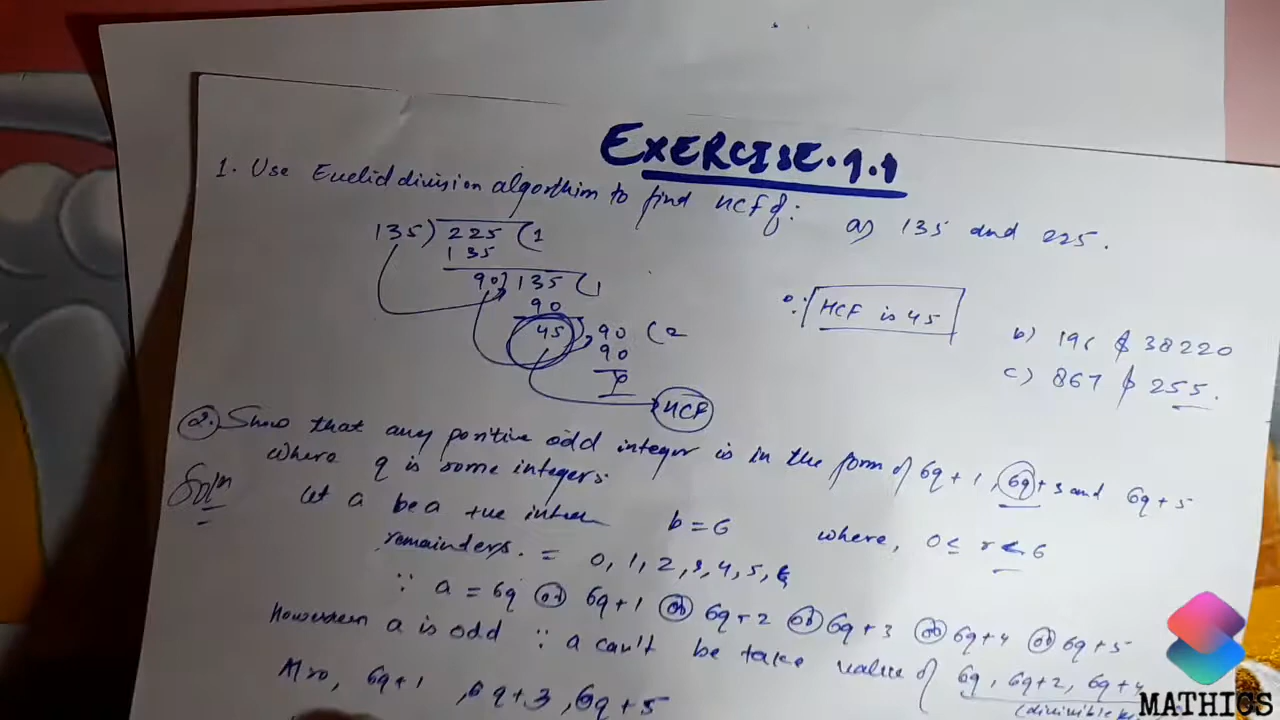 EXERCISE.1.1
1. Use Euclid division algorthim to find HCF of: a) 135 and 225.
135) 225 (1
135
90) 135 (1
90
45) 90 (2
90
HCF
∴ HCF is 45
b) 196 & 38220
c) 867 & 255.
2. Show that any positive odd integer is in the form of 6q+1, 6q+3 and 6q+5
where q is some integers.
Soln let a be a +ve b = 6 where, 0 ≤ r < 6
remainders. = 0, 1, 2, 3, 4, 5,
∵ a = 6q or 6q+1 or 6q+2 or 6q+3 or 6q+4 or 6q+5
a is odd ∵ a can't be take value of 6q, 6q+2, 6q+4
(divisible
Also, 6q+1, 6q+3, 6q+5
MATHICS